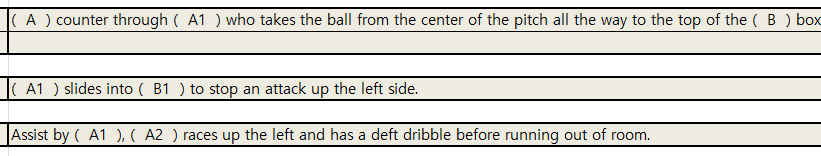 ( A ) counter through ( A1 ) who takes the ball from the center of the pitch all the way to the top of the ( B ) box
( A1 ) slides into ( B1 ) to stop an attack up the left side.
Assist by ( A1 ), ( A2 ) races up the left and has a deft dribble before running out of room.